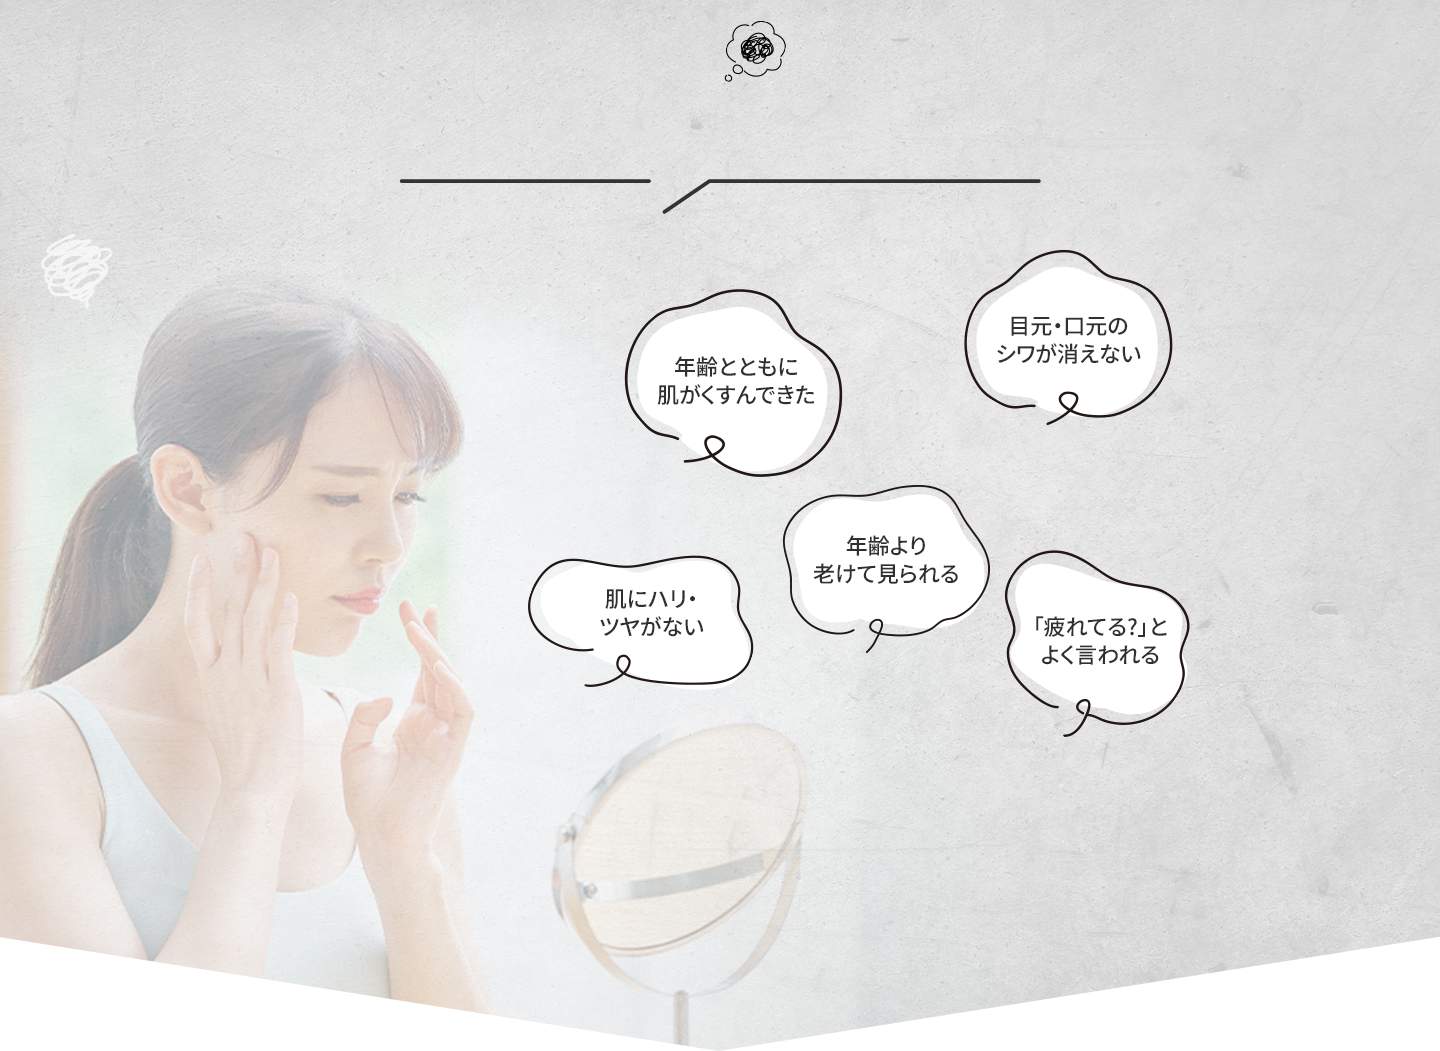 年齢とともに
肌がくすんできた
目元・口元の
シワが消えない
年齢より
老けて見られる
肌にハリ・
ツヤがない
「疲れてる?」と
よく言われる